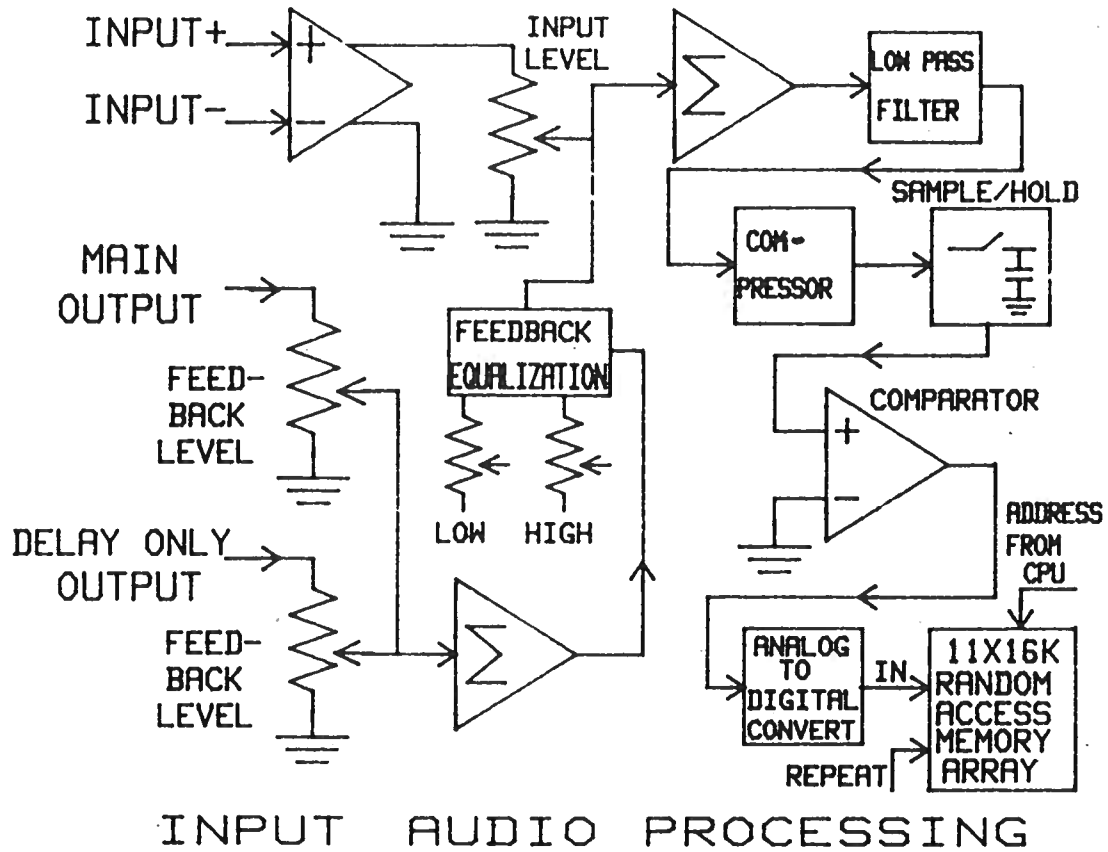 INPUT+
INPUT-
INPUT
LEVEL
+
-
Σ
LOW PASS
FILTER
SAMPLE/HOLD
COM-
PRESSOR
MAIN
OUTPUT
FEED-
BACK
LEVEL
FEEDBACK
EQUALIZATION
LOW
HIGH
COMPARATOR
+
-
DELAY ONLY
OUTPUT
FEED-
BACK
LEVEL
Σ
ADDRESS
FROM
CPU
ANALOG
TO
DIGITAL
CONVERT
IN
11X16K
RANDOM
ACCESS
MEMORY
ARRAY
REPEAT
INPUT AUDIO PROCESSING